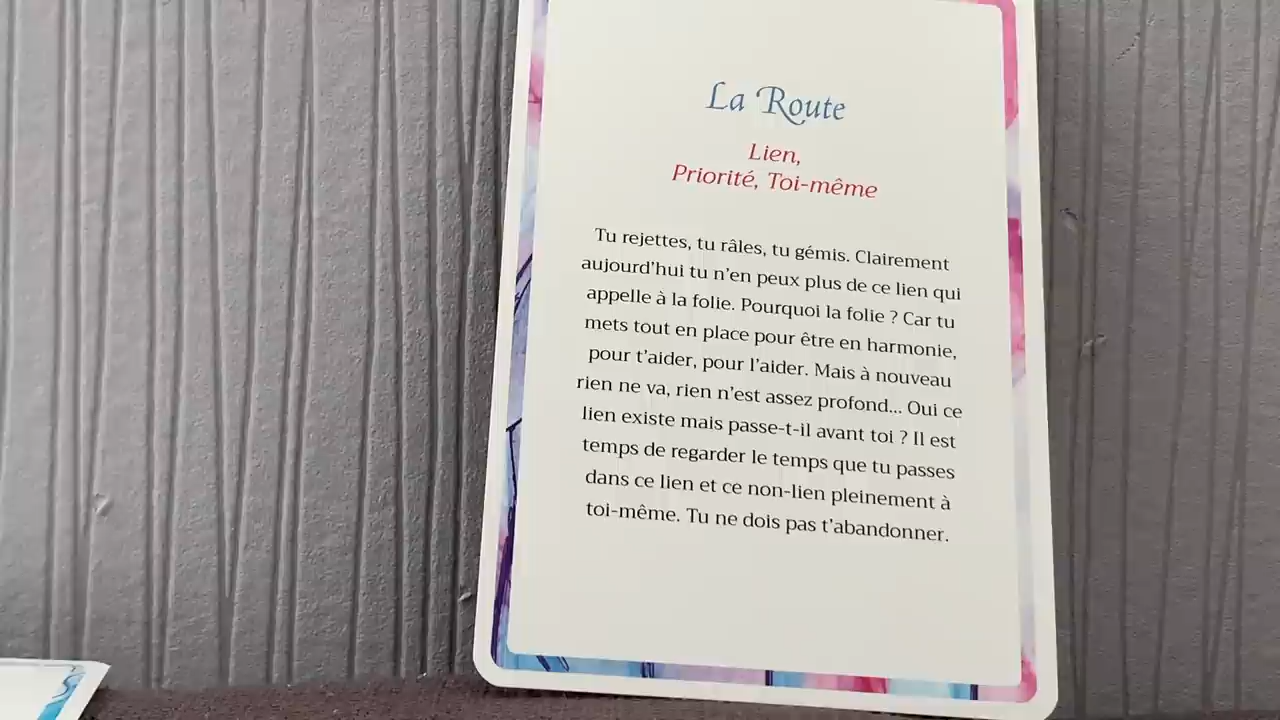 La Route
Lien,
Priorité, Toi-même
Tu rejettes, tu râles, tu gémis. Clairement
aujourd'hui tu n'en peux plus de ce lien qui
appelle à la folie. Pourquoi la folie ? Car tu
mets tout en place pour être en harmonie,
pour t'aider, pour l'aider. Mais à nouveau
rien ne va, rien n'est assez profond... Oui ce
lien existe mais passe-t-il avant toi ? Il est
temps de regarder le temps que tu passes
dans ce lien et ce non-lien pleinement à
toi-même. Tu ne dois pas t'abandonner.